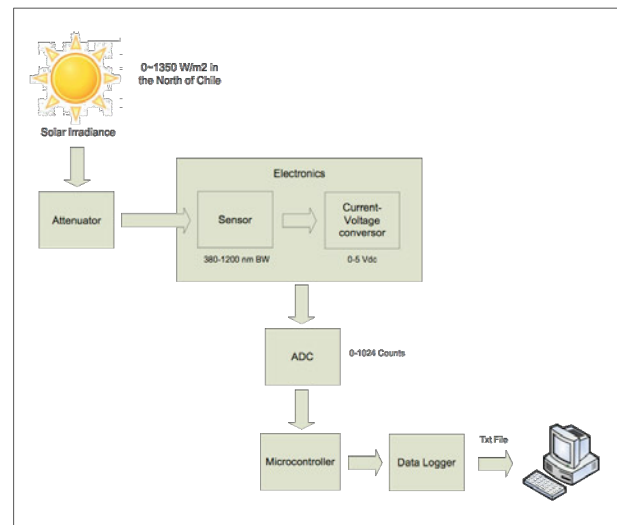 0~1350 W/m2 in
the North of Chile
Solar Irradiance
Electronics
Attenuator
Sensor
Current-
Voltage
conversor
380-1200 nm BW
0-5 Vdc
ADC
0-1024 Counts
Microcontroller
Data Logger
Txt File